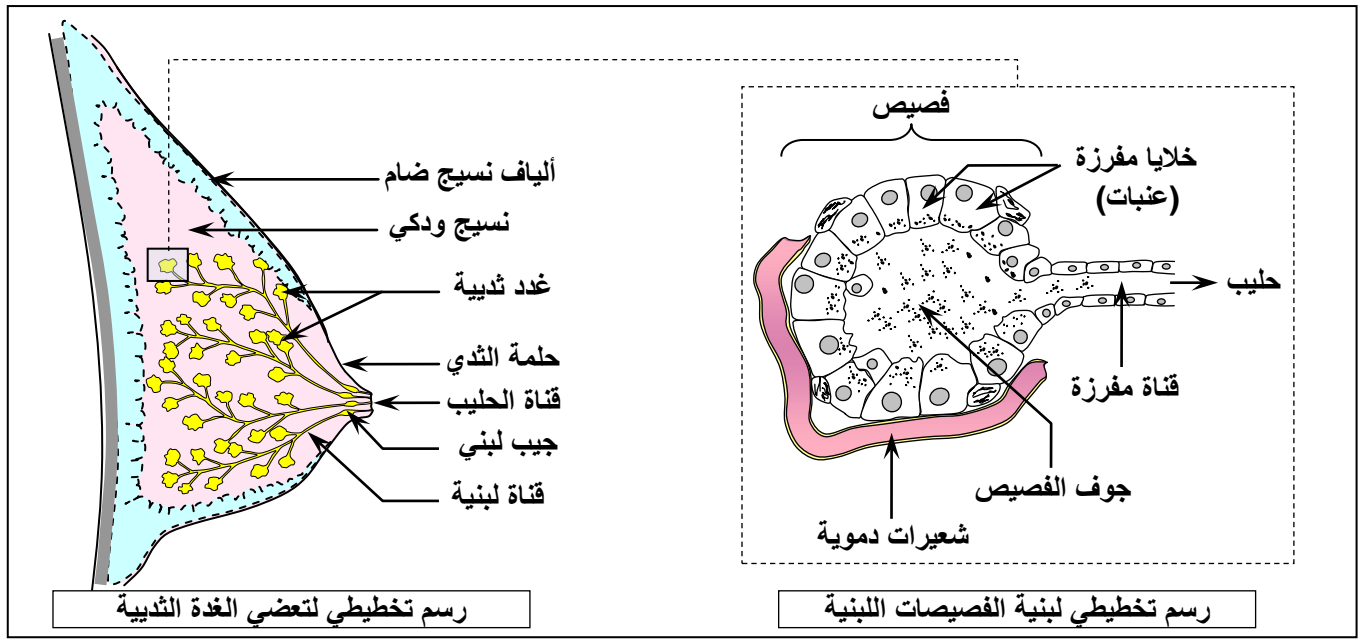 ألياف نسيج ضام
نسيج ودكي
غدد ثديية
حلمة الثدي
قناة الحليب
جيب لبني
قناة لبنية
رسم تخطيطي لتعضي الغدة الثديية
فصيص
خلايا مفرزة
(عنبات)
حليب
قناة مفرزة
جوف الفصيص
شعيرات دموية
رسم تخطيطي لبنية الفصيصات اللبنية